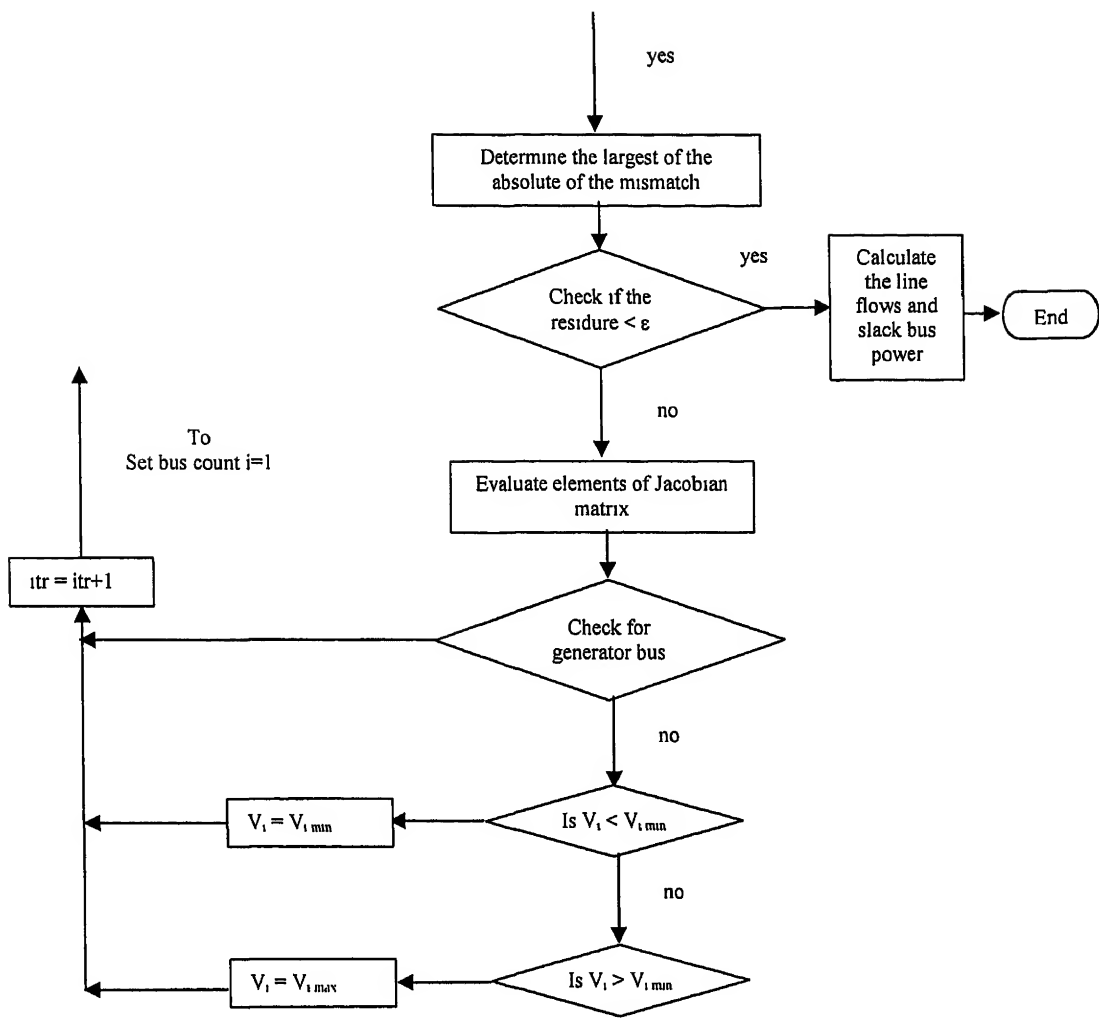 yes
Determine the largest of the
absolute of the mismatch
yes
Check if the
residure < ε
Calculate
the line
flows and
slack bus
power
End
no
To
Set bus count i=1
Evaluate elements of Jacobian
matrix
itr = itr+1
Check for
generator bus
no
V i = V i min
Is V i < V i min
no
V i = V i max
Is V i > V i min